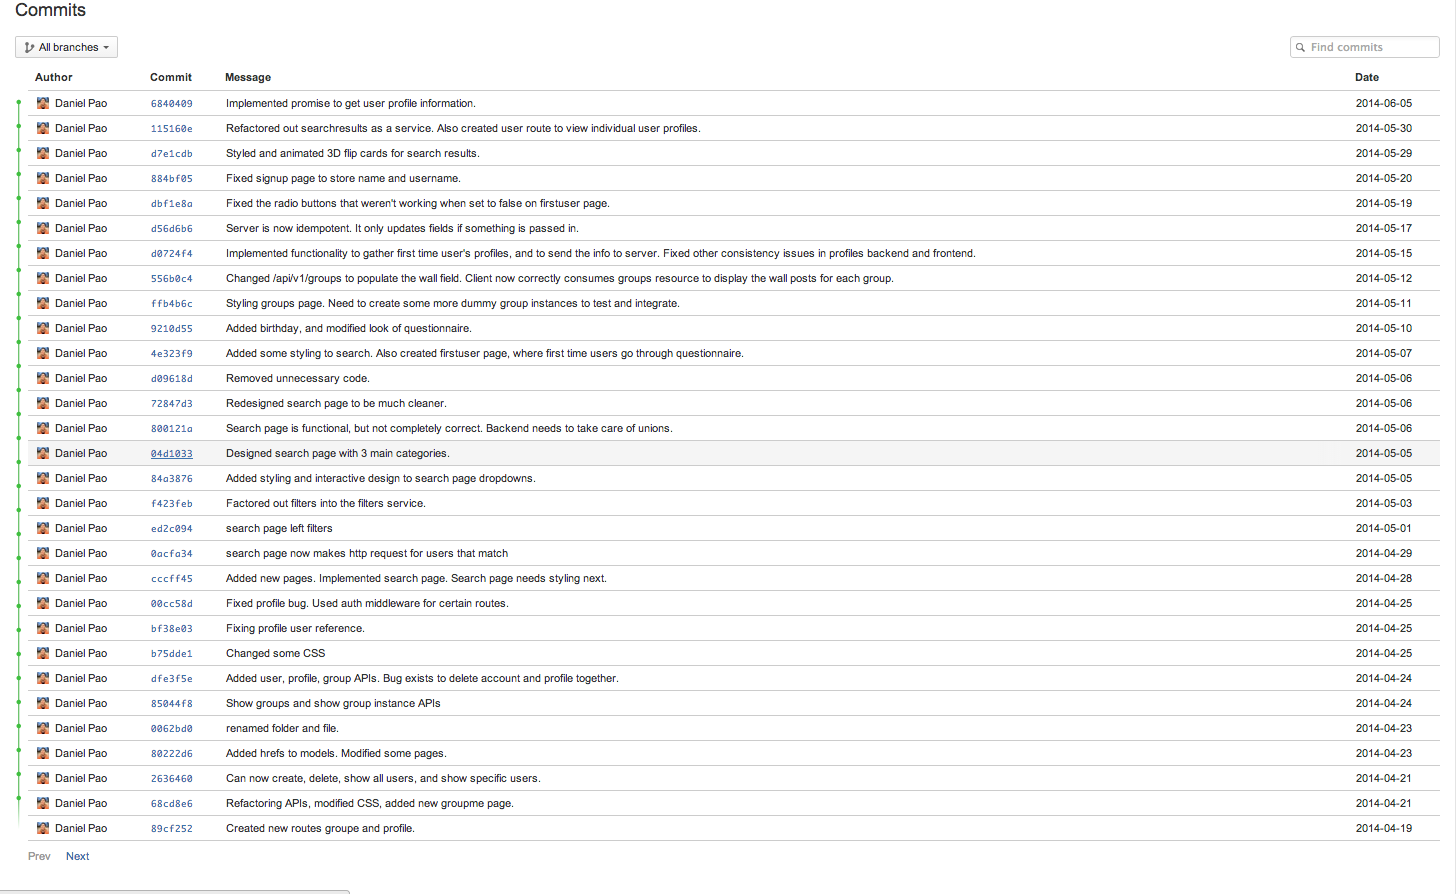 Commits
All branches
Find commits
Author Commit Message Date
Daniel Pao 6840409 Implemented promise to get user profile information. 2014-06-05
Daniel Pao 115160e Refactored out searchresults as a service. Also created user route to view individual user profiles. 2014-05-30
Daniel Pao d7e1cdb Styled and animated 3D flip cards for search results. 2014-05-29
Daniel Pao 884bf05 Fixed signup page to store name and username. 2014-05-20
Daniel Pao dbf1e8a Fixed the radio buttons that weren't working when set to false on firstuser page. 2014-05-19
Daniel Pao d56d6b6 Server is now idempotent. It only updates fields if something is passed in. 2014-05-17
Daniel Pao d0724f4 Implemented functionality to gather first time user's profiles, and to send the info to server. Fixed other consistency issues in profiles backend and frontend. 2014-05-15
Daniel Pao 556b0c4 Changed /api/v1/groups to populate the wall field. Client now correctly consumes groups resource to display the wall posts for each group. 2014-05-12
Daniel Pao ffb4b6c Styling groups page. Need to create some more dummy group instances to test and integrate. 2014-05-11
Daniel Pao 9210d55 Added birthday, and modified look of questionnaire. 2014-05-10
Daniel Pao 4e323f9 Added some styling to search. Also created firstuser page, where first time users go through questionnaire. 2014-05-07
Daniel Pao d09618d Removed unnecessary code. 2014-05-06
Daniel Pao 72847d3 Redesigned search page to be much cleaner. 2014-05-06
Daniel Pao 800121a Search page is functional, but not completely correct. Backend needs to take care of unions. 2014-05-06
Daniel Pao 04d1033 Designed search page with 3 main categories. 2014-05-05
Daniel Pao 84a3876 Added styling and interactive design to search page dropdowns. 2014-05-05
Daniel Pao f423feb Factored out filters into the filters service. 2014-05-03
Daniel Pao ed2c094 search page left filters 2014-05-01
Daniel Pao 0acfa34 search page now makes http request for users that match 2014-04-29
Daniel Pao cccff45 Added new pages. Implemented search page. Search page needs styling next. 2014-04-28
Daniel Pao 00cc58d Fixed profile bug. Used auth middleware for certain routes. 2014-04-25
Daniel Pao bf38e03 Fixing profile user reference. 2014-04-25
Daniel Pao b75dde1 Changed some CSS 2014-04-25
Daniel Pao dfe3f5e Added user, profile, group APIs. Bug exists to delete account and profile together. 2014-04-24
Daniel Pao 85044f8 Show groups and show group instance APIs 2014-04-24
Daniel Pao 0062bd0 renamed folder and file. 2014-04-23
Daniel Pao 80222d6 Added hrefs to models. Modified some pages. 2014-04-23
Daniel Pao 2636460 Can now create, delete, show all users, and show specific users. 2014-04-21
Daniel Pao 68cd8e6 Refactoring APIs, modified CSS, added new groupme page. 2014-04-21
Daniel Pao 89cf252 Created new routes groupe and profile. 2014-04-19
Prev Next